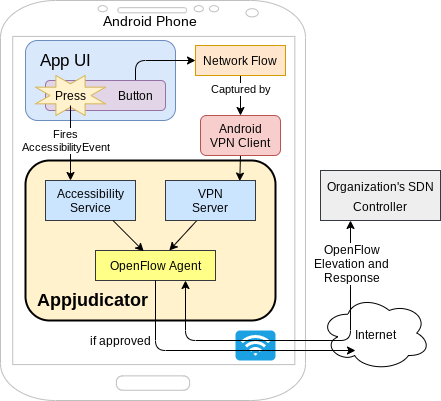 Android Phone
App UI
Press
Button
Network Flow
Captured by
Fires
AccessibilityEvent
Android
VPN Client
Accessibility
Service
VPN
Server
Organization's SDN
Controller
OpenFlow Agent
OpenFlow
Elevation and
Response
Appjudicator
if approved
Internet